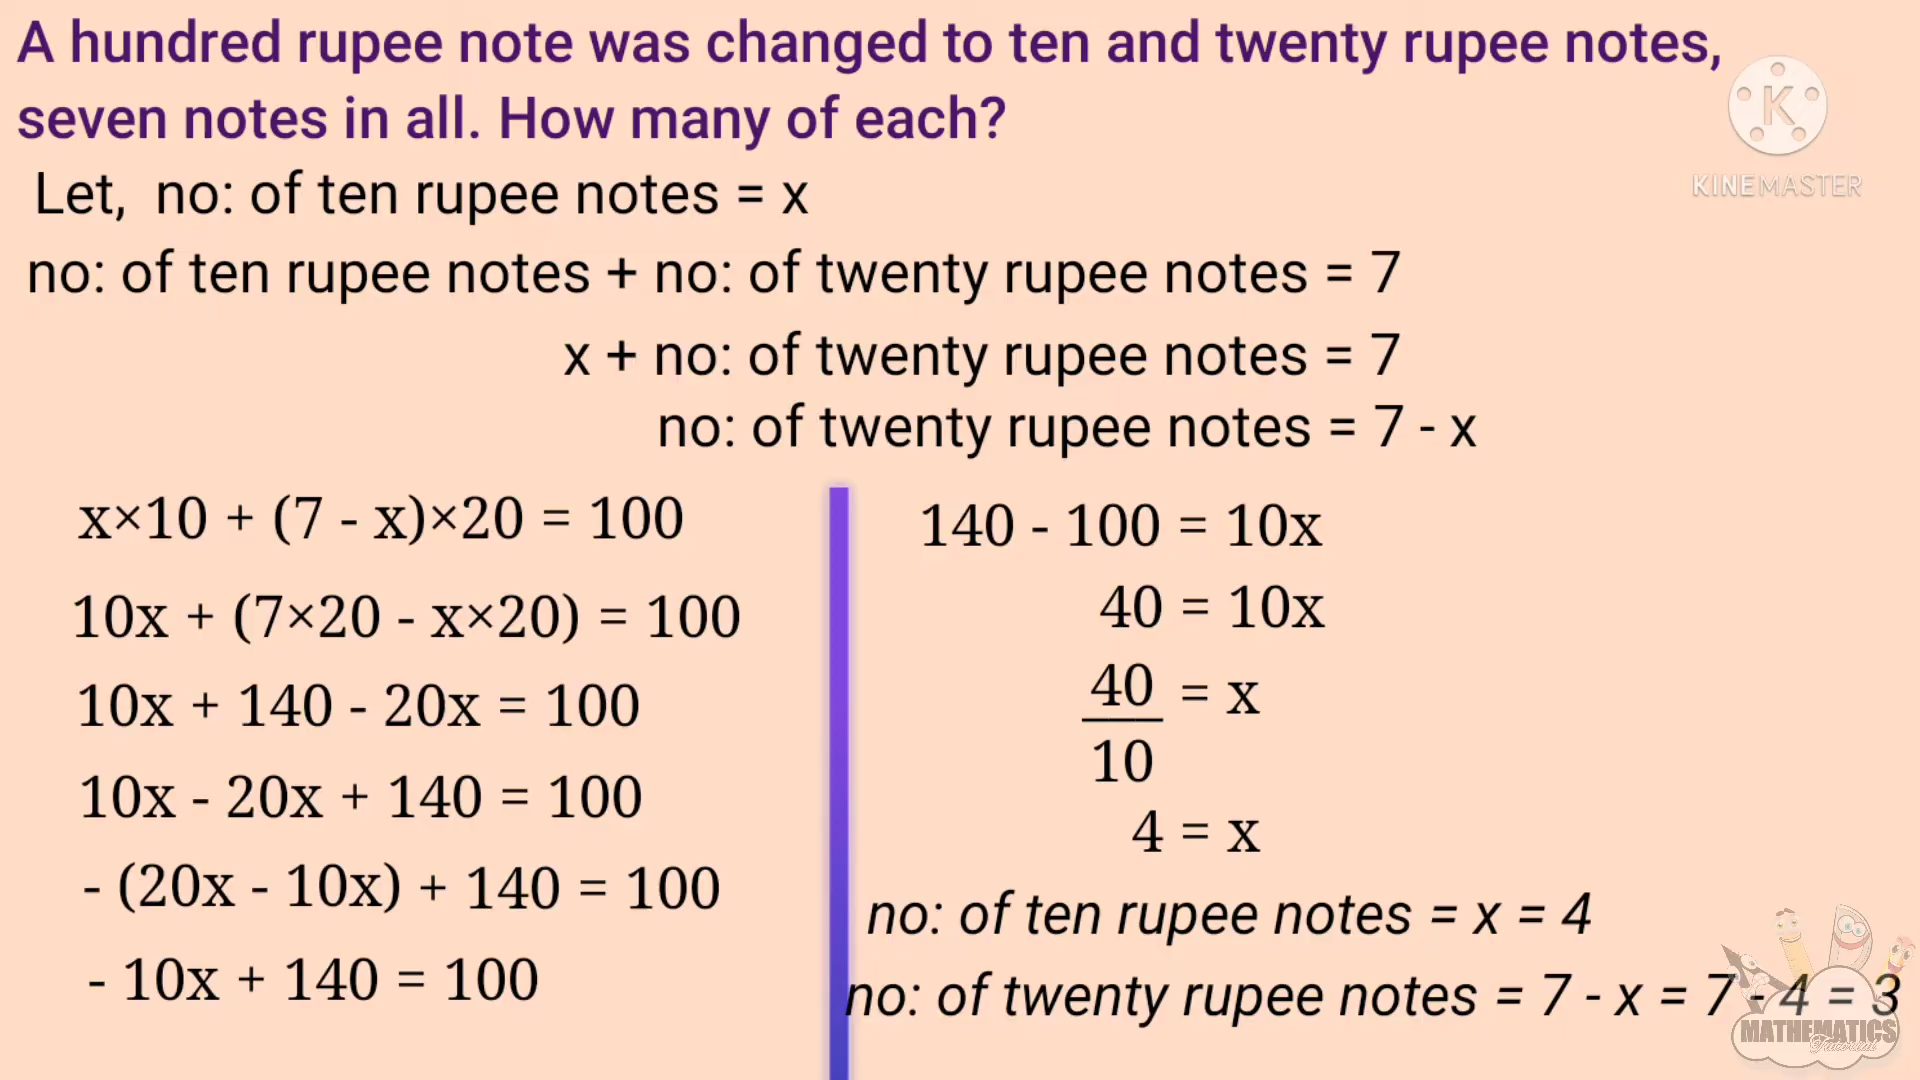 A hundred rupee note was changed to ten and twenty rupee notes,
seven notes in all. How many of each?
K
KINEMASTER
Let, no: of ten rupee notes = x
no: of ten rupee notes + no: of twenty rupee notes = 7
x + no: of twenty rupee notes = 7
no: of twenty rupee notes = 7 - x
x×10 + (7 - x)×20 = 100
10x + (7×20 - x×20) = 100
10x + 140 - 20x = 100
10x - 20x + 140 = 100
- (20x - 10x) + 140 = 100
- 10x + 140 = 100
140 - 100 = 10x
40 = 10x
40
= x
10
4 = x
no: of ten rupee notes = x = 4
no: of twenty rupee notes = 7 - x = 7 - 4 = 3
MATHEMATICS
Tutorial